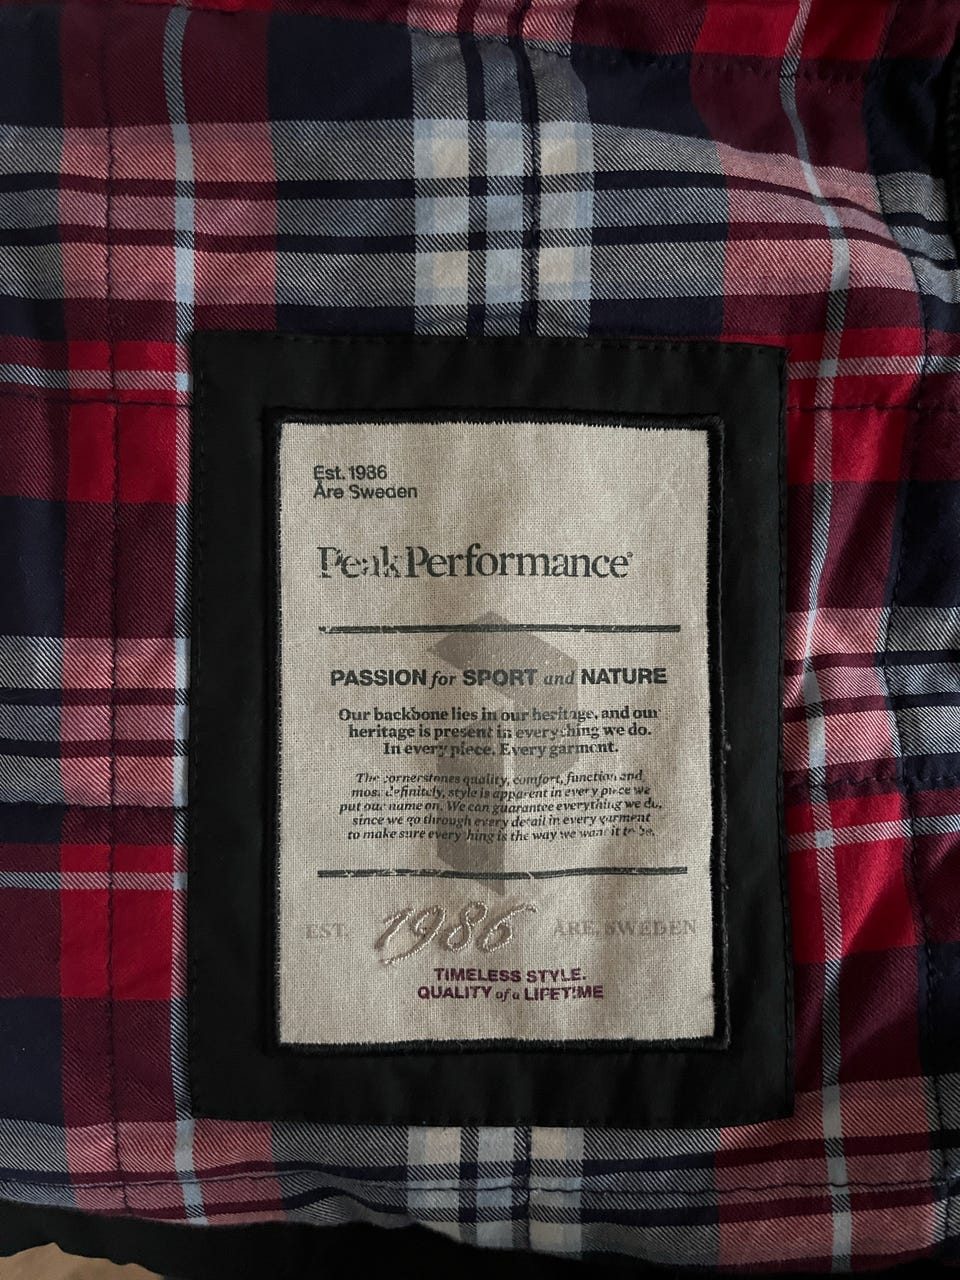 Est. 1986
Åre Sweden
Peak Performance®
PASSION for SPORT and NATURE
Our backbone lies in our heritage, and our
heritage is present in everything we do.
In every piece. Every garment.
The cornerstones quality, comfort, function and,
most definitely, style is apparent in every piece we
put our name on. We can guarantee everything we do,
since we go through every detail in every garment
to make sure everything is the way we want it to be.
EST. 1986 ÅRE, SWEDEN
TIMELESS STYLE.
QUALITY of a LIFETIME